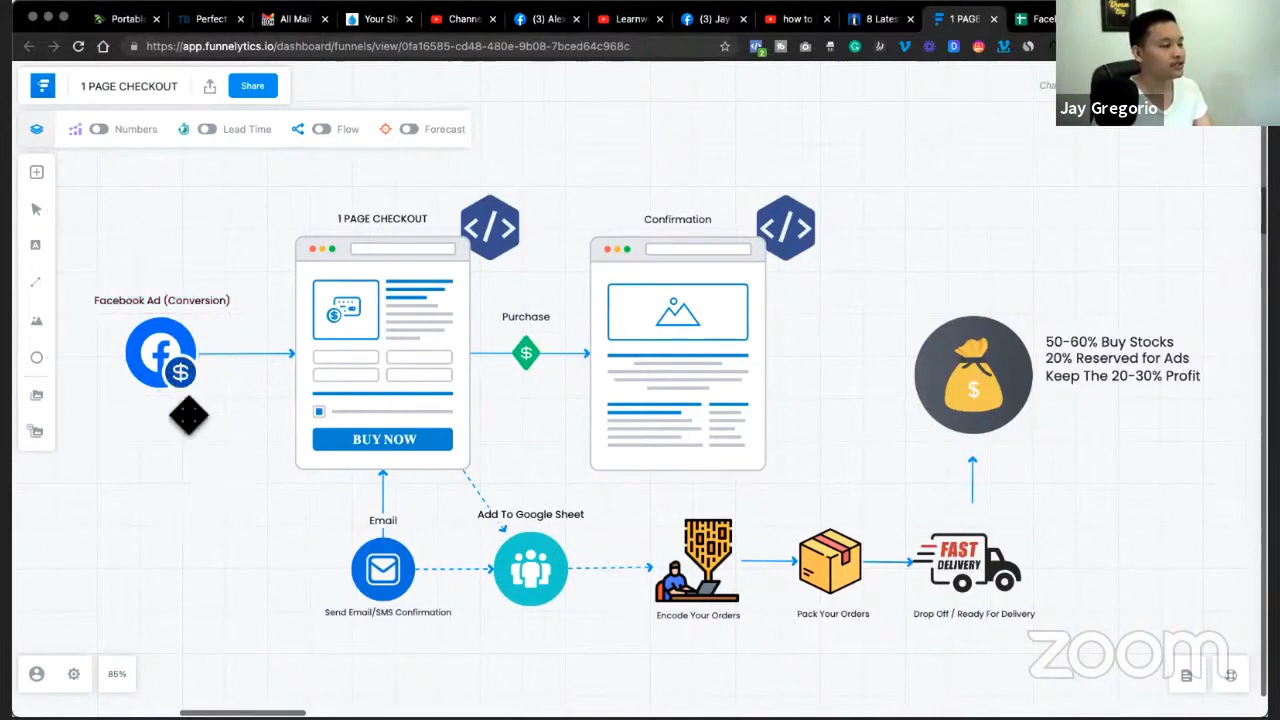 Portabl
Perfect
All Mail
Your Sh
Channe
(3) Ale
Learnw
(3) Jay
how to
8 Lates
1 PAGE
Faceb
https://app.funnelytics.io/dashboard/funnels/view/0fa16585-cd48-480e-9b08-7bced64c968c
Jay Gregorio
1 PAGE CHECKOUT
Share
Numbers
Lead Time
Flow
Forecast
1 PAGE CHECKOUT
Confirmation
Facebook Ad (Conversion)
Purchase
BUY NOW
50-60% Buy Stocks
20% Reserved for Ads
Keep The 20-30% Profit
Email
Add To Google Sheet
FAST
DELIVERY
Send Email/SMS Confirmation
Encode Your Orders
Pack Your Orders
Drop Off / Ready For Delivery
85%
zoom